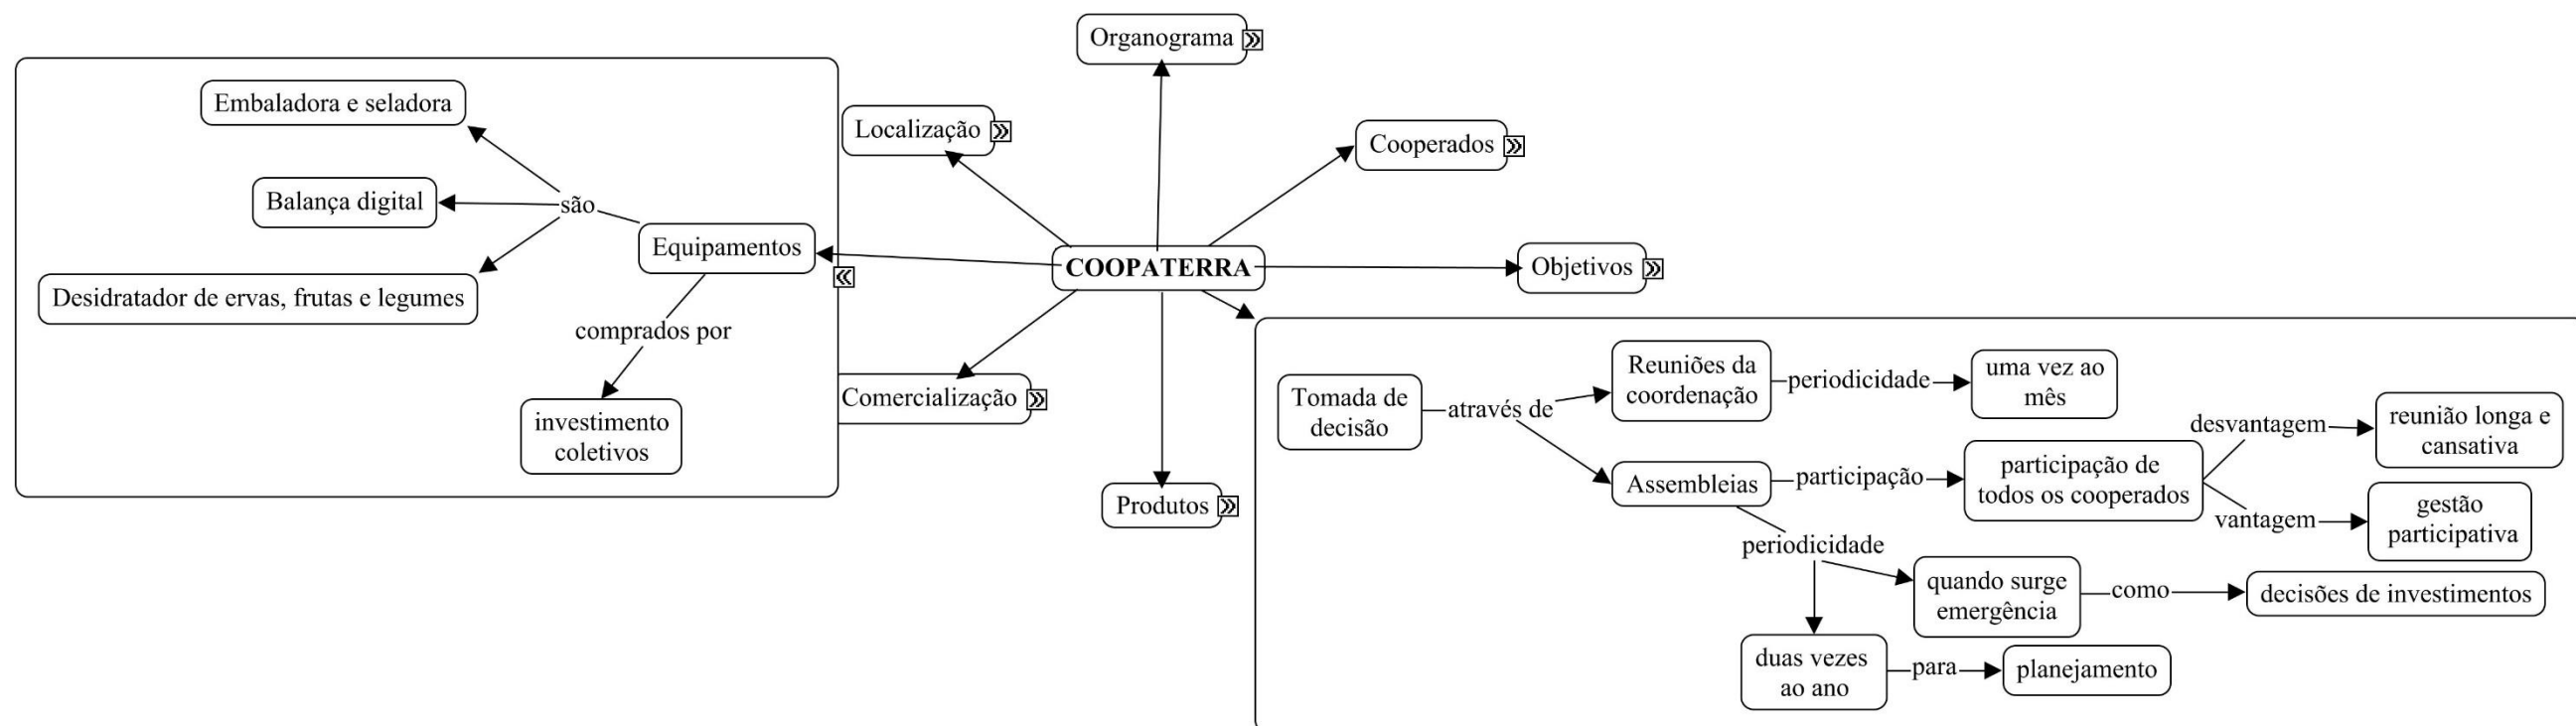 Organograma
Embaladora e seladora
Localização
Cooperados
Balança digital
são
Equipamentos
COOPATERRA
Objetivos
Desidratador de ervas, frutas e legumes
comprados por
investimento
coletivos
Comercialização
Produtos
Tomada de
decisão
através de
Reuniões da
coordenação
periodicidade
uma vez ao
mês
Assembleias
participação
participação de
todos os cooperados
desvantagem
reunião longa e
cansativa
vantagem
gestão
participativa
periodicidade
quando surge
emergência
como
decisões de investimentos
duas vezes
ao ano
para
planejamento